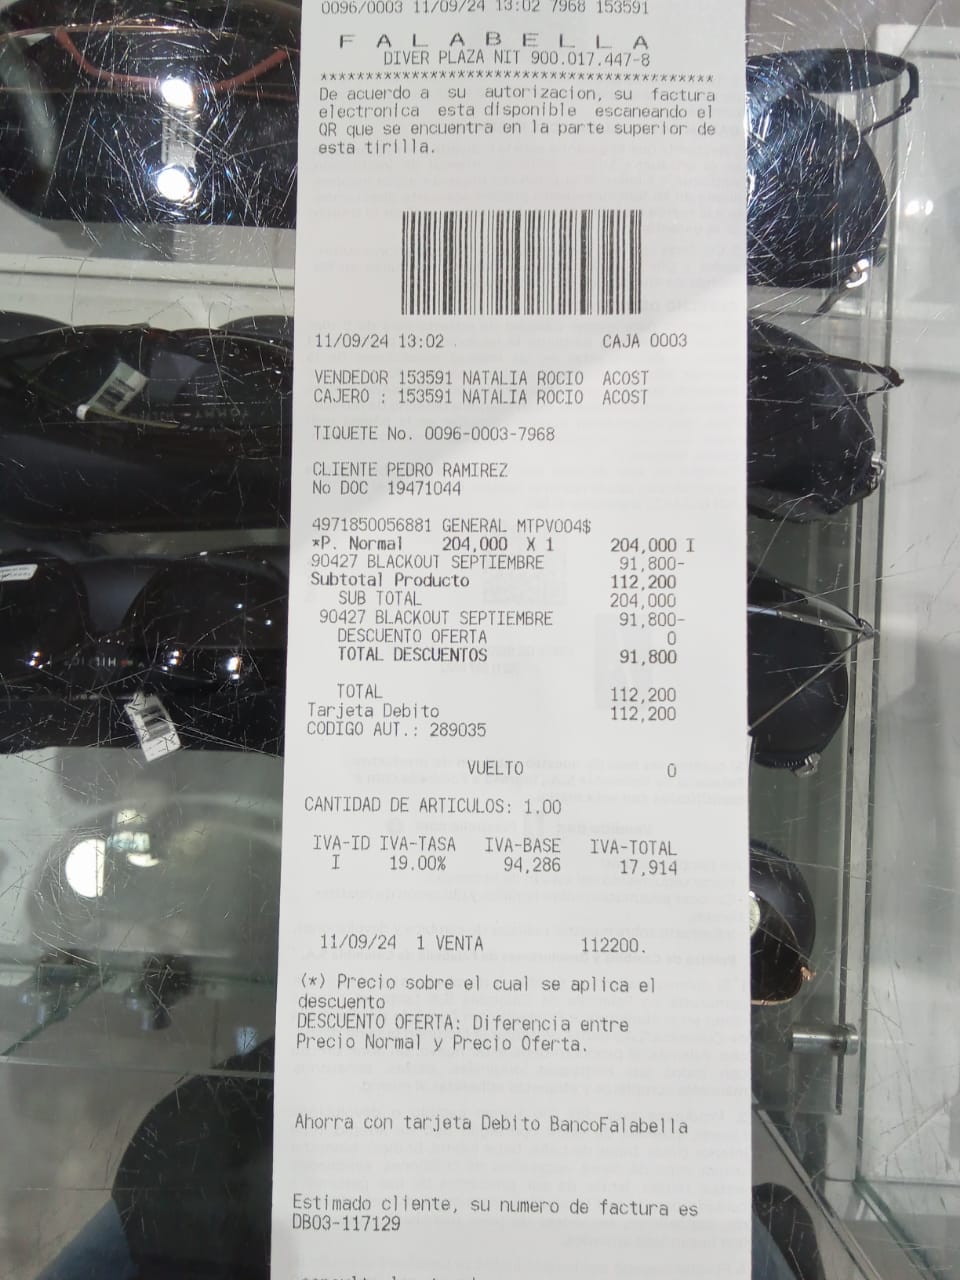 0096/0003 11/09/24 13:02 7968 153591
F A L A B E L L A
DIVER PLAZA NIT 900.017.447-8
******************************************
De acuerdo a su autorizacion, su factura
electronica esta disponible escaneando el
QR que se encuentra en la parte superior de
esta tirilla.
11/09/24 13:02 CAJA 0003
VENDEDOR 153591 NATALIA ROCIO ACOST
CAJERO : 153591 NATALIA ROCIO ACOST
TIQUETE No. 0096-0003-7968
CLIENTE PEDRO RAMIREZ
No DOC 19471044
4971850056881 GENERAL MTPV004$
*P. Normal 204,000 X 1 204,000 I
90427 BLACKOUT SEPTIEMBRE 91,800-
Subtotal Producto 112,200
SUB TOTAL 204,000
90427 BLACKOUT SEPTIEMBRE 91,800-
DESCUENTO OFERTA 0
TOTAL DESCUENTOS 91,800
TOTAL 112,200
Tarjeta Debito 112,200
CODIGO AUT.: 289035
VUELTO 0
CANTIDAD DE ARTICULOS: 1.00
IVA-ID IVA-TASA IVA-BASE IVA-TOTAL
I 19.00% 94,286 17,914
11/09/24 1 VENTA 112200.
(*) Precio sobre el cual se aplica el
descuento
DESCUENTO OFERTA: Diferencia entre
Precio Normal y Precio Oferta.
Ahorra con tarjeta Debito BancoFalabella
Estimado cliente, su numero de factura es
DB03-117129